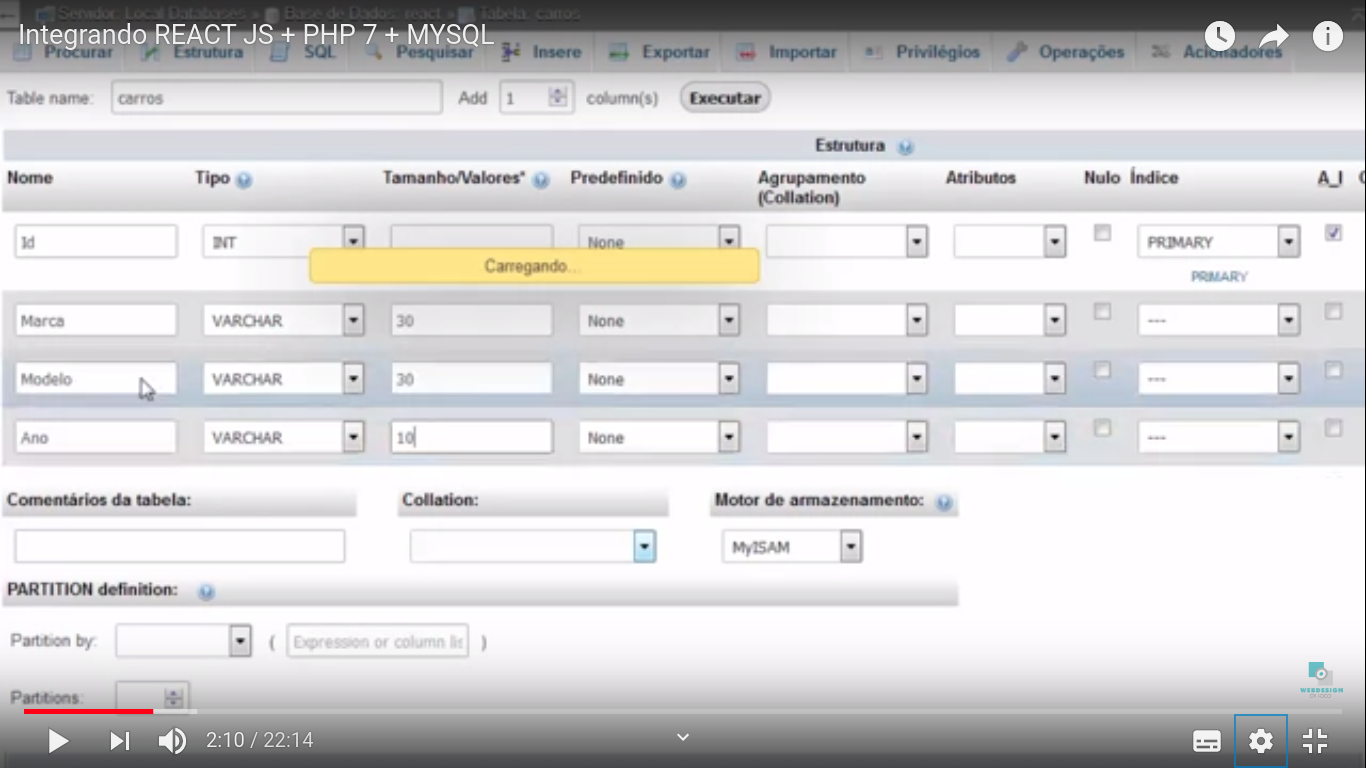 Servidor: Local Databases » Base de Dados: react » Tabela: carros
Integrando REACT JS + PHP 7 + MYSQL
Procurar Estrutura SQL Pesquisar Insere Exportar Importar Privilégios Operações Acionadores
Table name: carros Add 1 column(s) Executar
Estrutura
Nome Tipo Tamanho/Valores* Predefinido Agrupamento (Collation) Atributos Nulo Índice A_I
Id INT None PRIMARY
Carregando...
PRIMARY
Marca VARCHAR 30 None ---
Modelo VARCHAR 30 None ---
Ano VARCHAR 10 None ---
Comentários da tabela: Collation: Motor de armazenamento:
MyISAM
PARTITION definition:
Partition by: ( Expression or column lis )
Partitions:
WEBDESIGN
2:10 / 22:14